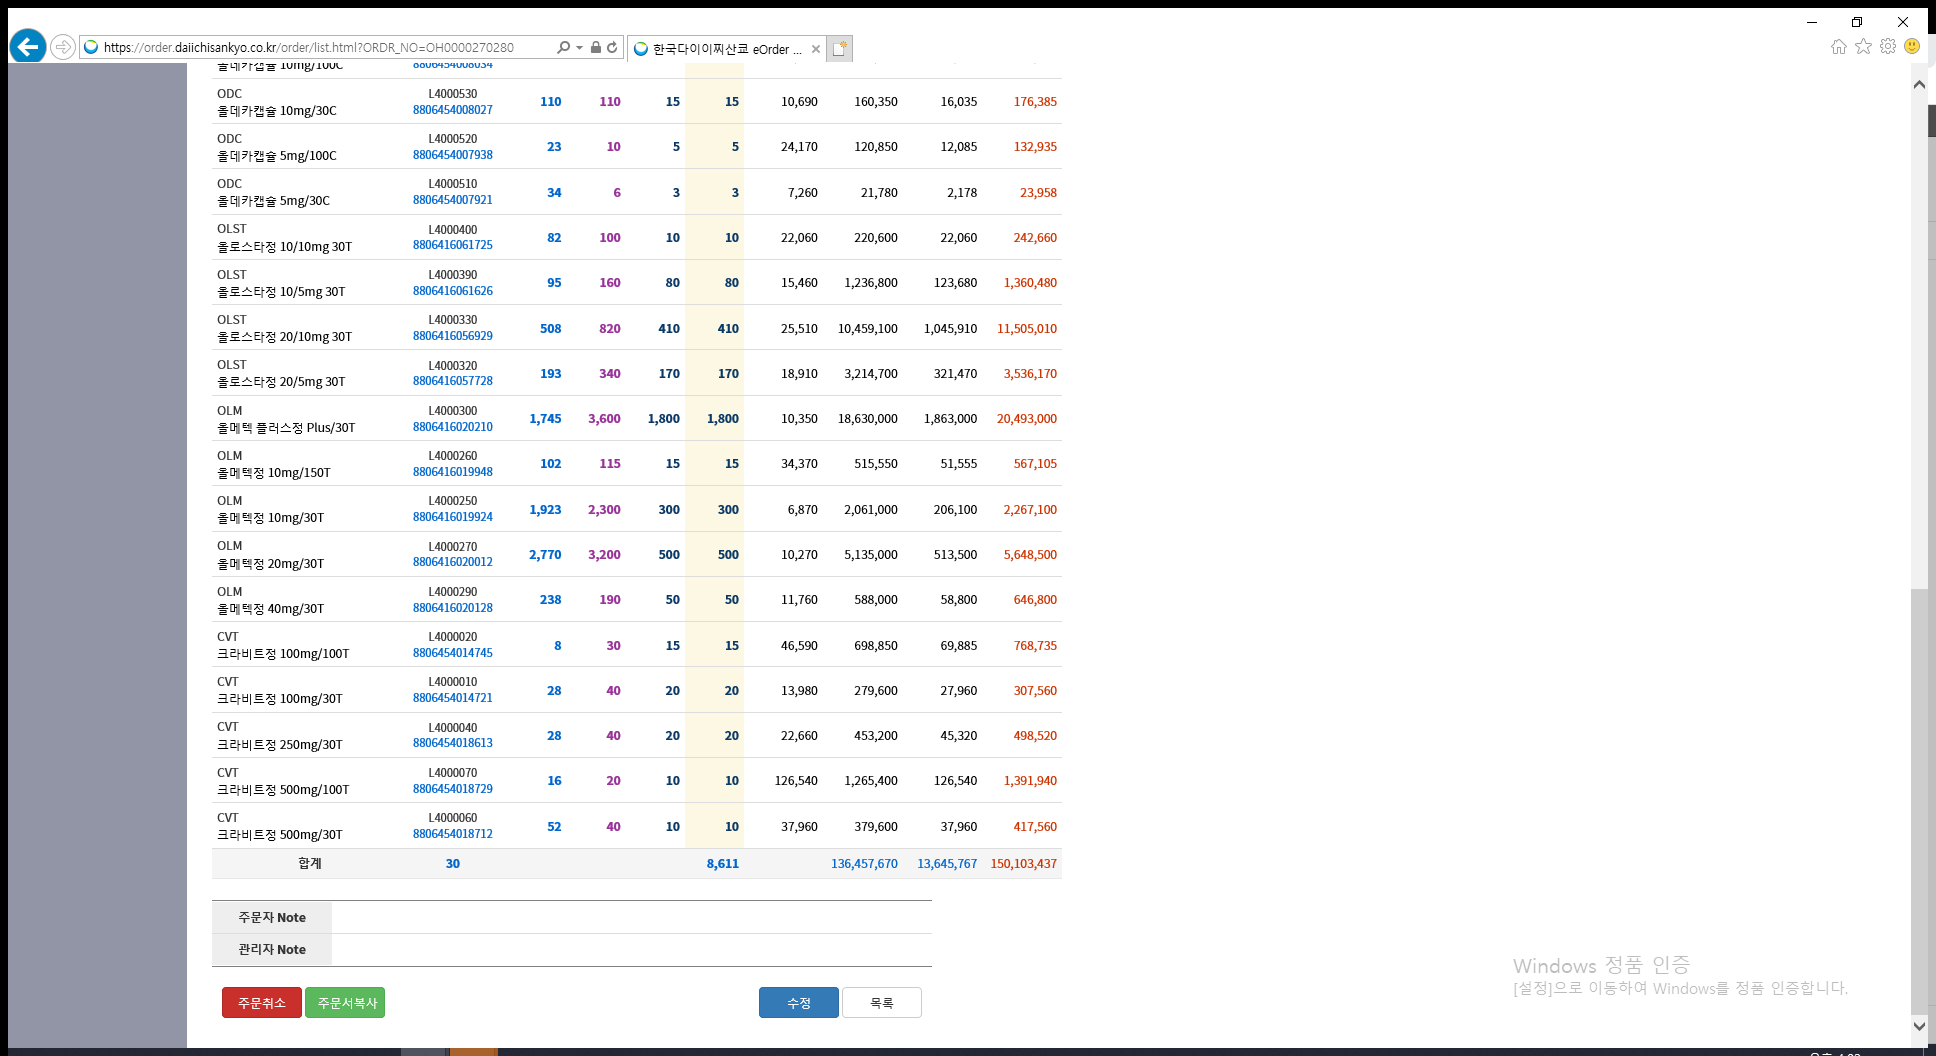 https://order.daiichisankyo.co.kr/order/list.html?ORDR_NO=OH0000270280
한국다이이찌산쿄 eOrder ...
올데카캡슐 10mg/100C 8806454008034
ODC L4000530
올데카캡슐 10mg/30C 8806454008027 110 110 15 15 10,690 160,350 16,035 176,385
ODC L4000520
올데카캡슐 5mg/100C 8806454007938 23 10 5 5 24,170 120,850 12,085 132,935
ODC L4000510
올데카캡슐 5mg/30C 8806454007921 34 6 3 3 7,260 21,780 2,178 23,958
OLST L4000400
올로스타정 10/10mg 30T 8806416061725 82 100 10 10 22,060 220,600 22,060 242,660
OLST L4000390
올로스타정 10/5mg 30T 8806416061626 95 160 80 80 15,460 1,236,800 123,680 1,360,480
OLST L4000330
올로스타정 20/10mg 30T 8806416056929 508 820 410 410 25,510 10,459,100 1,045,910 11,505,010
OLST L4000320
올로스타정 20/5mg 30T 8806416057728 193 340 170 170 18,910 3,214,700 321,470 3,536,170
OLM L4000300
올메텍 플러스정 Plus/30T 8806416020210 1,745 3,600 1,800 1,800 10,350 18,630,000 1,863,000 20,493,000
OLM L4000260
올메텍정 10mg/150T 8806416019948 102 115 15 15 34,370 515,550 51,555 567,105
OLM L4000250
올메텍정 10mg/30T 8806416019924 1,923 2,300 300 300 6,870 2,061,000 206,100 2,267,100
OLM L4000270
올메텍정 20mg/30T 8806416020012 2,770 3,200 500 500 10,270 5,135,000 513,500 5,648,500
OLM L4000290
올메텍정 40mg/30T 8806416020128 238 190 50 50 11,760 588,000 58,800 646,800
CVT L4000020
크라비트정 100mg/100T 8806454014745 8 30 15 15 46,590 698,850 69,885 768,735
CVT L4000010
크라비트정 100mg/30T 8806454014721 28 40 20 20 13,980 279,600 27,960 307,560
CVT L4000040
크라비트정 250mg/30T 8806454018613 28 40 20 20 22,660 453,200 45,320 498,520
CVT L4000070
크라비트정 500mg/100T 8806454018729 16 20 10 10 126,540 1,265,400 126,540 1,391,940
CVT L4000060
크라비트정 500mg/30T 8806454018712 52 40 10 10 37,960 379,600 37,960 417,560
합계 30 8,611 136,457,670 13,645,767 150,103,437
주문자 Note
관리자 Note
주문취소 주문서복사 수정 목록
Windows 정품 인증
[설정]으로 이동하여 Windows를 정품 인증합니다.